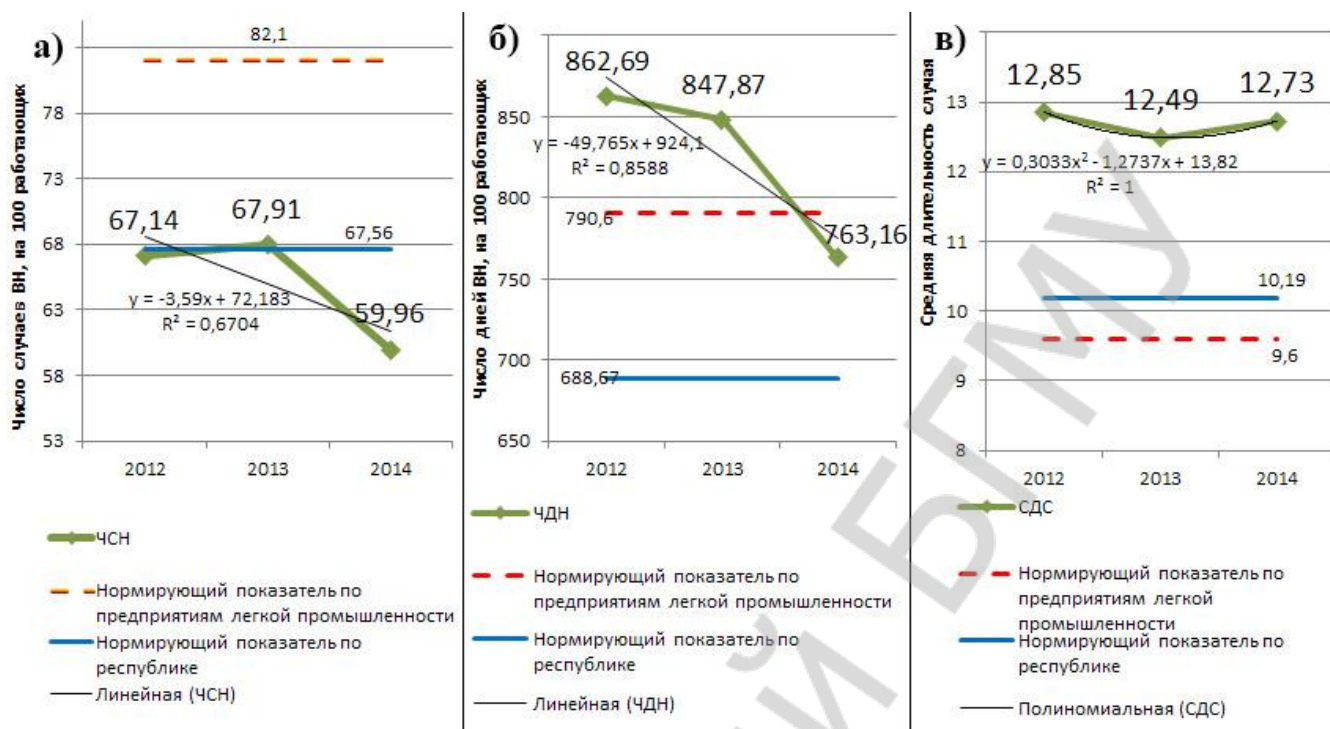 а)
Число случаев ВН, на 100 работающих
82,1
78
73
68
63
58
53
67,14
67,91
67,56
y = -3,59x + 72,183
R² = 0,6704
59,96
2012
2013
2014
ЧСН
Нормирующий показатель по
предприятиям легкой промышленности
Нормирующий показатель по
республике
Линейная (ЧСН)
б)
Число дней ВН, на 100 работающих
862,69
847,87
850
800
750
700
650
y = -49,765x + 924,1
R² = 0,8588
790,6
763,16
688,67
2012
2013
2014
ЧДН
Нормирующий показатель по
предприятиям легкой промышленности
Нормирующий показатель по
республике
Линейная (ЧДН)
в)
Средняя длительность случая
12,85
12,49
12,73
13
12
11
10
9
8
y = 0,3033x² - 1,2737x + 13,82
R² = 1
10,19
9,6
2012
2013
2014
СДС
Нормирующий показатель по
предприятиям легкой
промышленности
Нормирующий показатель по
республике
Полиномиальная (СДС)
БГМУ